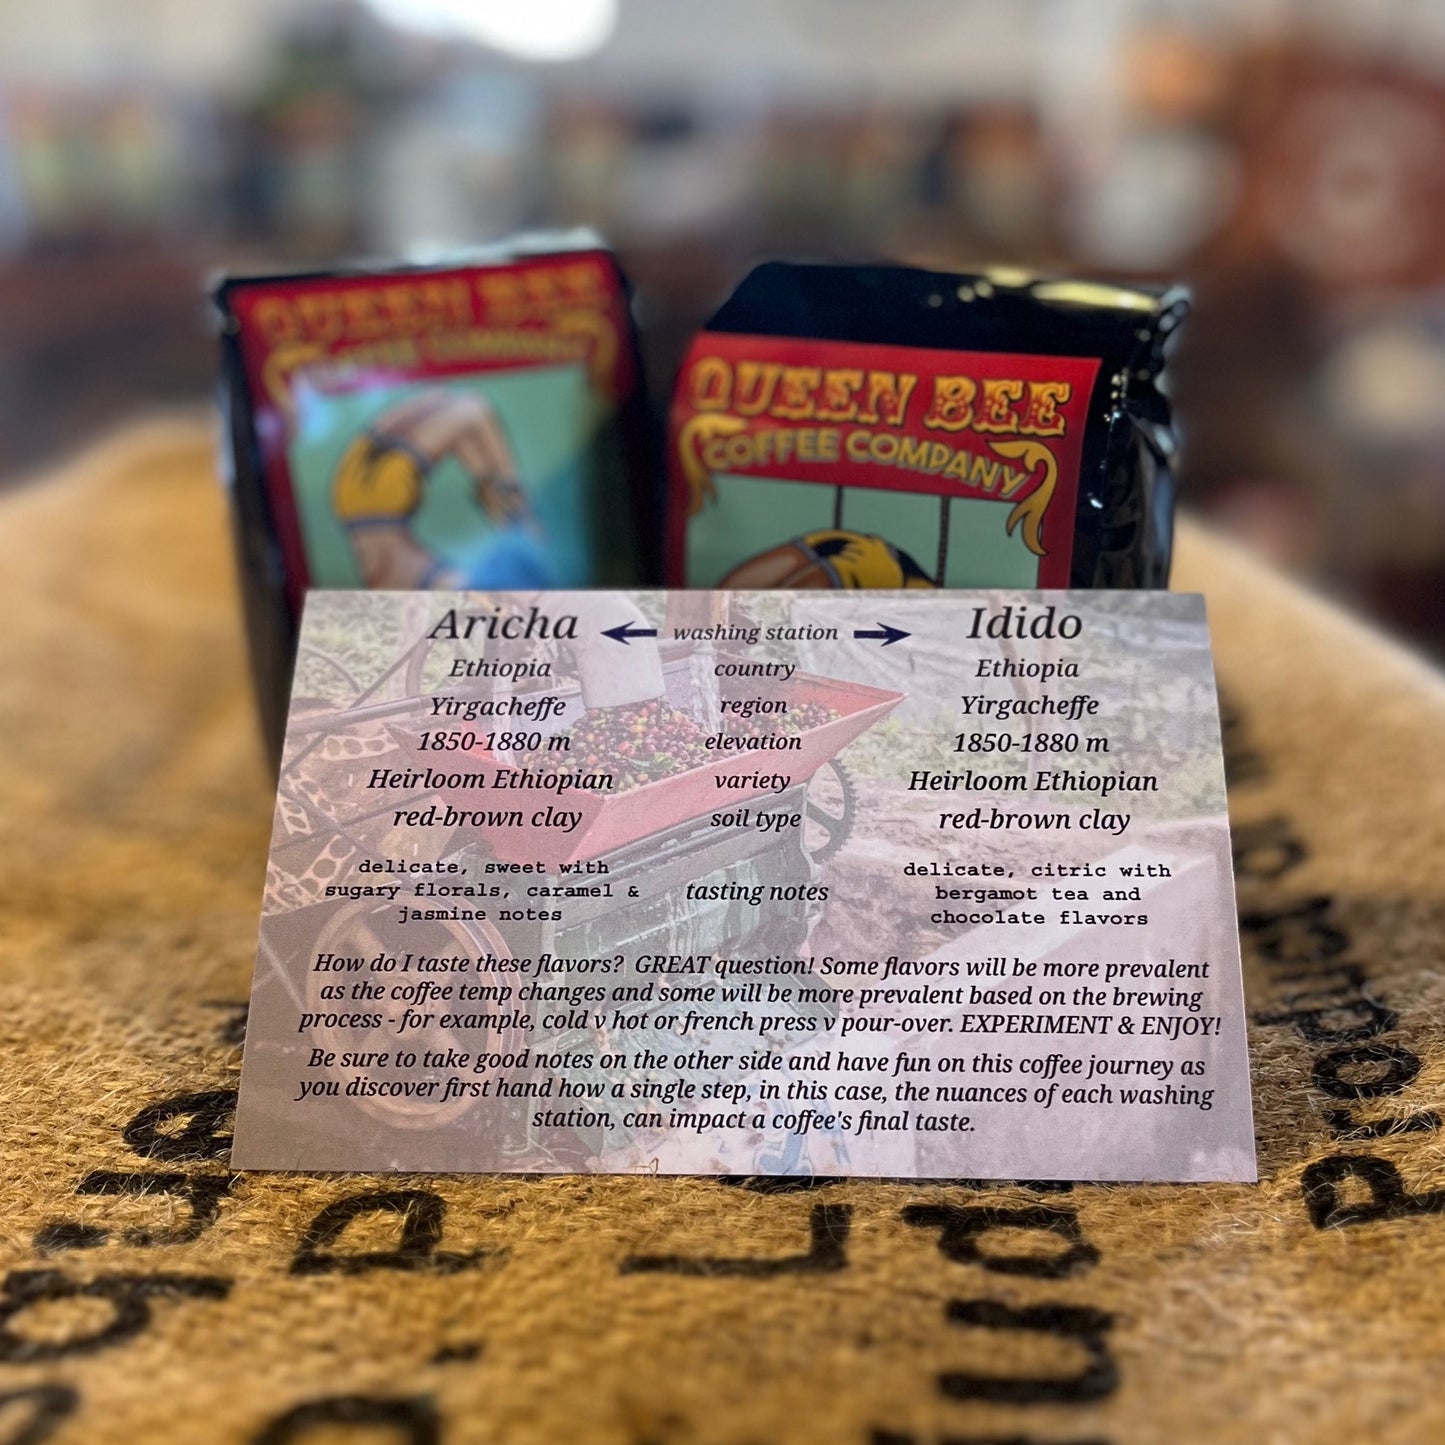 QUEEN BEE
COFFEE COMPANY
QUEEN BEE
COFFEE COMPANY
Aricha washing station Idido
Ethiopia country Ethiopia
Yirgacheffe region Yirgacheffe
1850-1880 m elevation 1850-1880 m
Heirloom Ethiopian variety Heirloom Ethiopian
red-brown clay soil type red-brown clay
delicate, sweet with
sugary florals, caramel &
jasmine notes
tasting notes
delicate, citric with
bergamot tea and
chocolate flavors
How do I taste these flavors? GREAT question! Some flavors will be more prevalent
as the coffee temp changes and some will be more prevalent based on the brewing
process - for example, cold v hot or french press v pour-over. EXPERIMENT & ENJOY!
Be sure to take good notes on the other side and have fun on this coffee journey as
you discover first hand how a single step, in this case, the nuances of each washing
station, can impact a coffee's final taste.